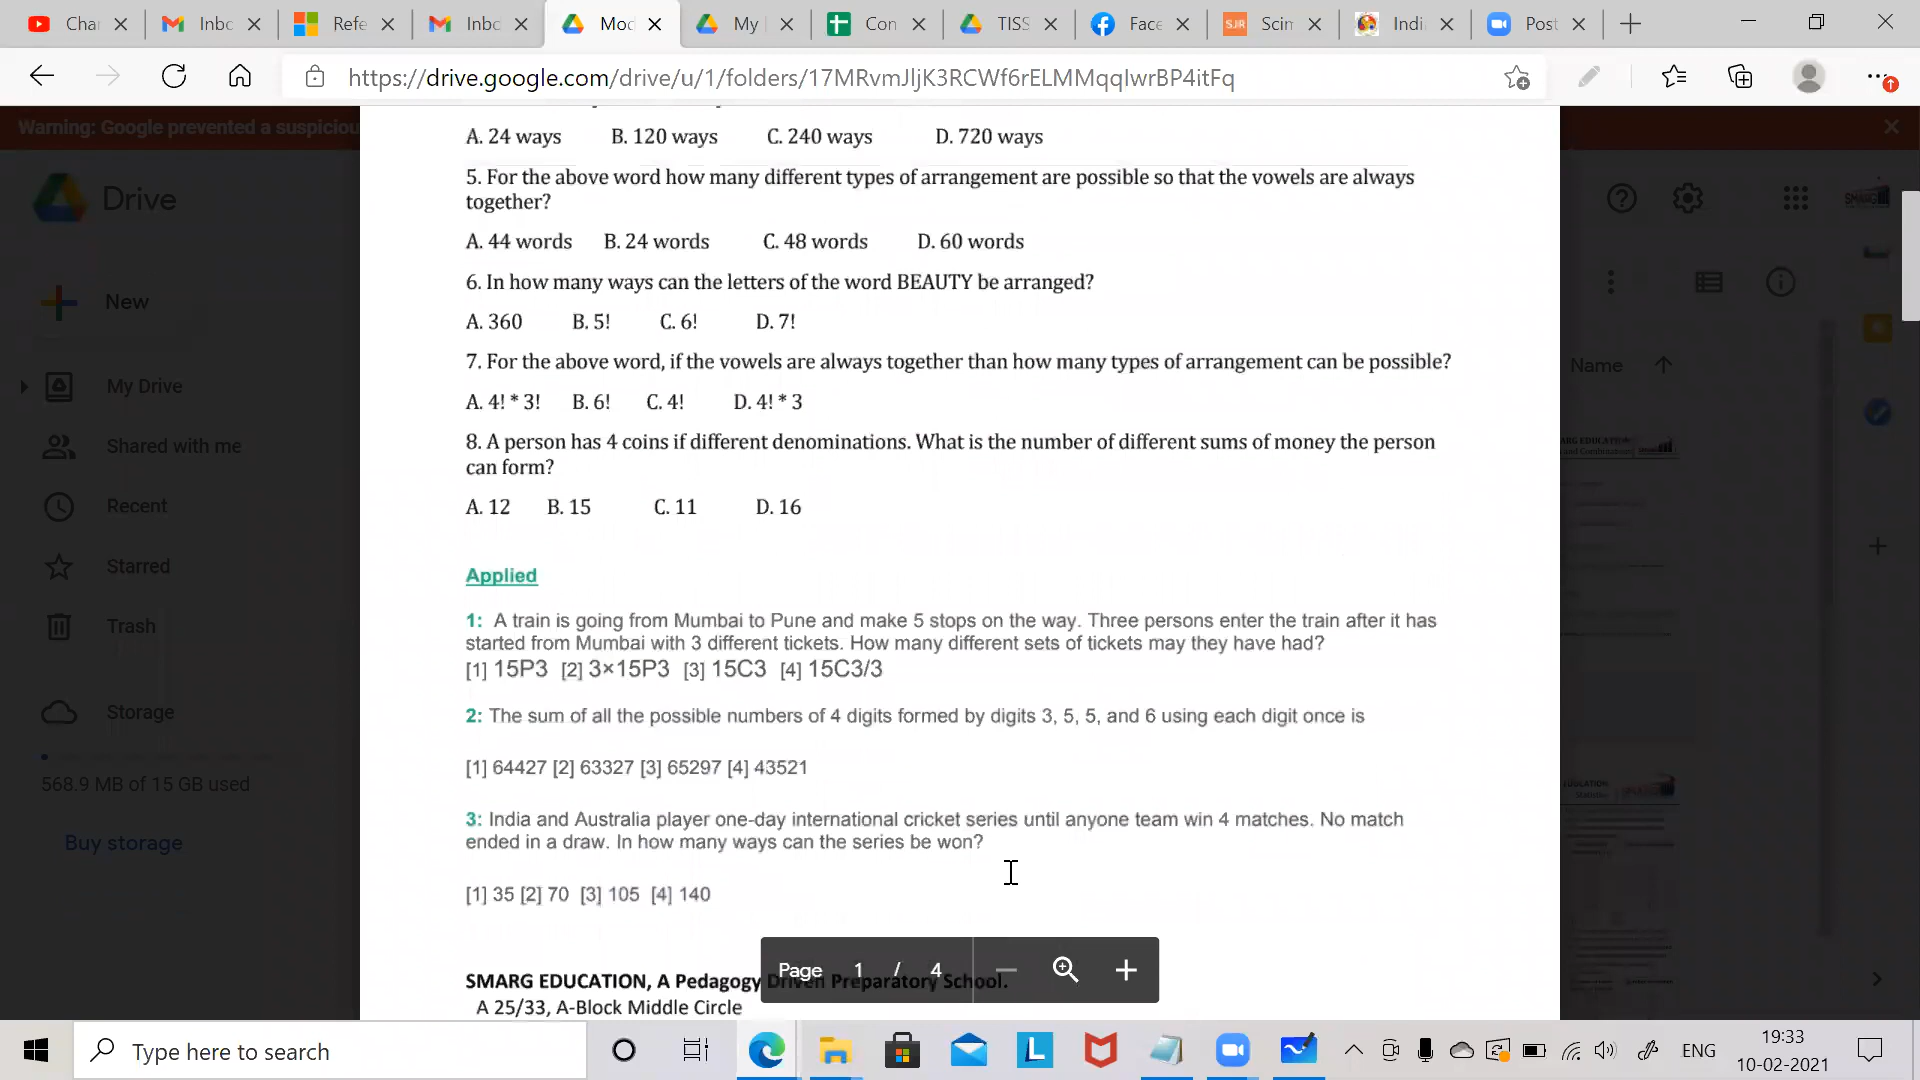 Chai
Inbc
Refe
Inbc
Moc
My
Con
TISS
Face
SJR
Scin
Indi
Post
https://drive.google.com/drive/u/1/folders/17MRvmJljK3RCWf6rELMMqqIwrBP4itFq
Warning: Google prevented a suspiciou
Drive
New
My Drive
Shared with me
Recent
Starred
Trash
Storage
568.9 MB of 15 GB used
Buy storage
A. 24 ways B. 120 ways C. 240 ways D. 720 ways
5. For the above word how many different types of arrangement are possible so that the vowels are always
together?
A. 44 words B. 24 words C. 48 words D. 60 words
6. In how many ways can the letters of the word BEAUTY be arranged?
A. 360 B. 5! C. 6! D. 7!
7. For the above word, if the vowels are always together than how many types of arrangement can be possible?
A. 4! * 3! B. 6! C. 4! D. 4! * 3
8. A person has 4 coins if different denominations. What is the number of different sums of money the person
can form?
A. 12 B. 15 C. 11 D. 16
Applied
1: A train is going from Mumbai to Pune and make 5 stops on the way. Three persons enter the train after it has
started from Mumbai with 3 different tickets. How many different sets of tickets may they have had?
[1] 15P3 [2] 3×15P3 [3] 15C3 [4] 15C3/3
2: The sum of all the possible numbers of 4 digits formed by digits 3, 5, 5, and 6 using each digit once is
[1] 64427 [2] 63327 [3] 65297 [4] 43521
3: India and Australia player one-day international cricket series until anyone team win 4 matches. No match
ended in a draw. In how many ways can the series be won?
[1] 35 [2] 70 [3] 105 [4] 140
SMARG EDUCATION, A Pedagogy Driven Preparatory School.
A 25/33, A-Block Middle Circle
Page 1 / 4
Name
Type here to search
ENG
19:33
10-02-2021